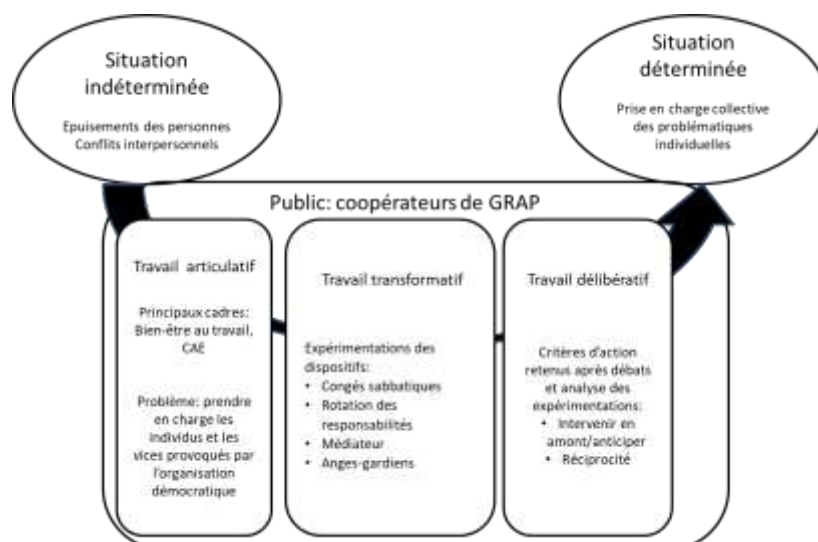 Situation
indéterminée
Epuisements des personnes
Conflits interpersonnels
Situation
déterminée
Prise en charge collective
des problématiques
individuelles
Public: coopérateurs de GRAP
Travail articulatif
Principaux cadres:
Bien-être au travail,
CAE
Problème: prendre
en charge les
individus et les
vices provoqués par
l'organisation
démocratique
Travail transformatif
Expérimentations des
dispositifs:
• Congés sabbatiques
• Rotation des
responsabilités
• Médiateur
• Anges-gardiens
Travail délibératif
Critères d'action
retenus après débats
et analyse des
expérimentations:
• Intervenir en
amont/anticiper
• Réciprocité